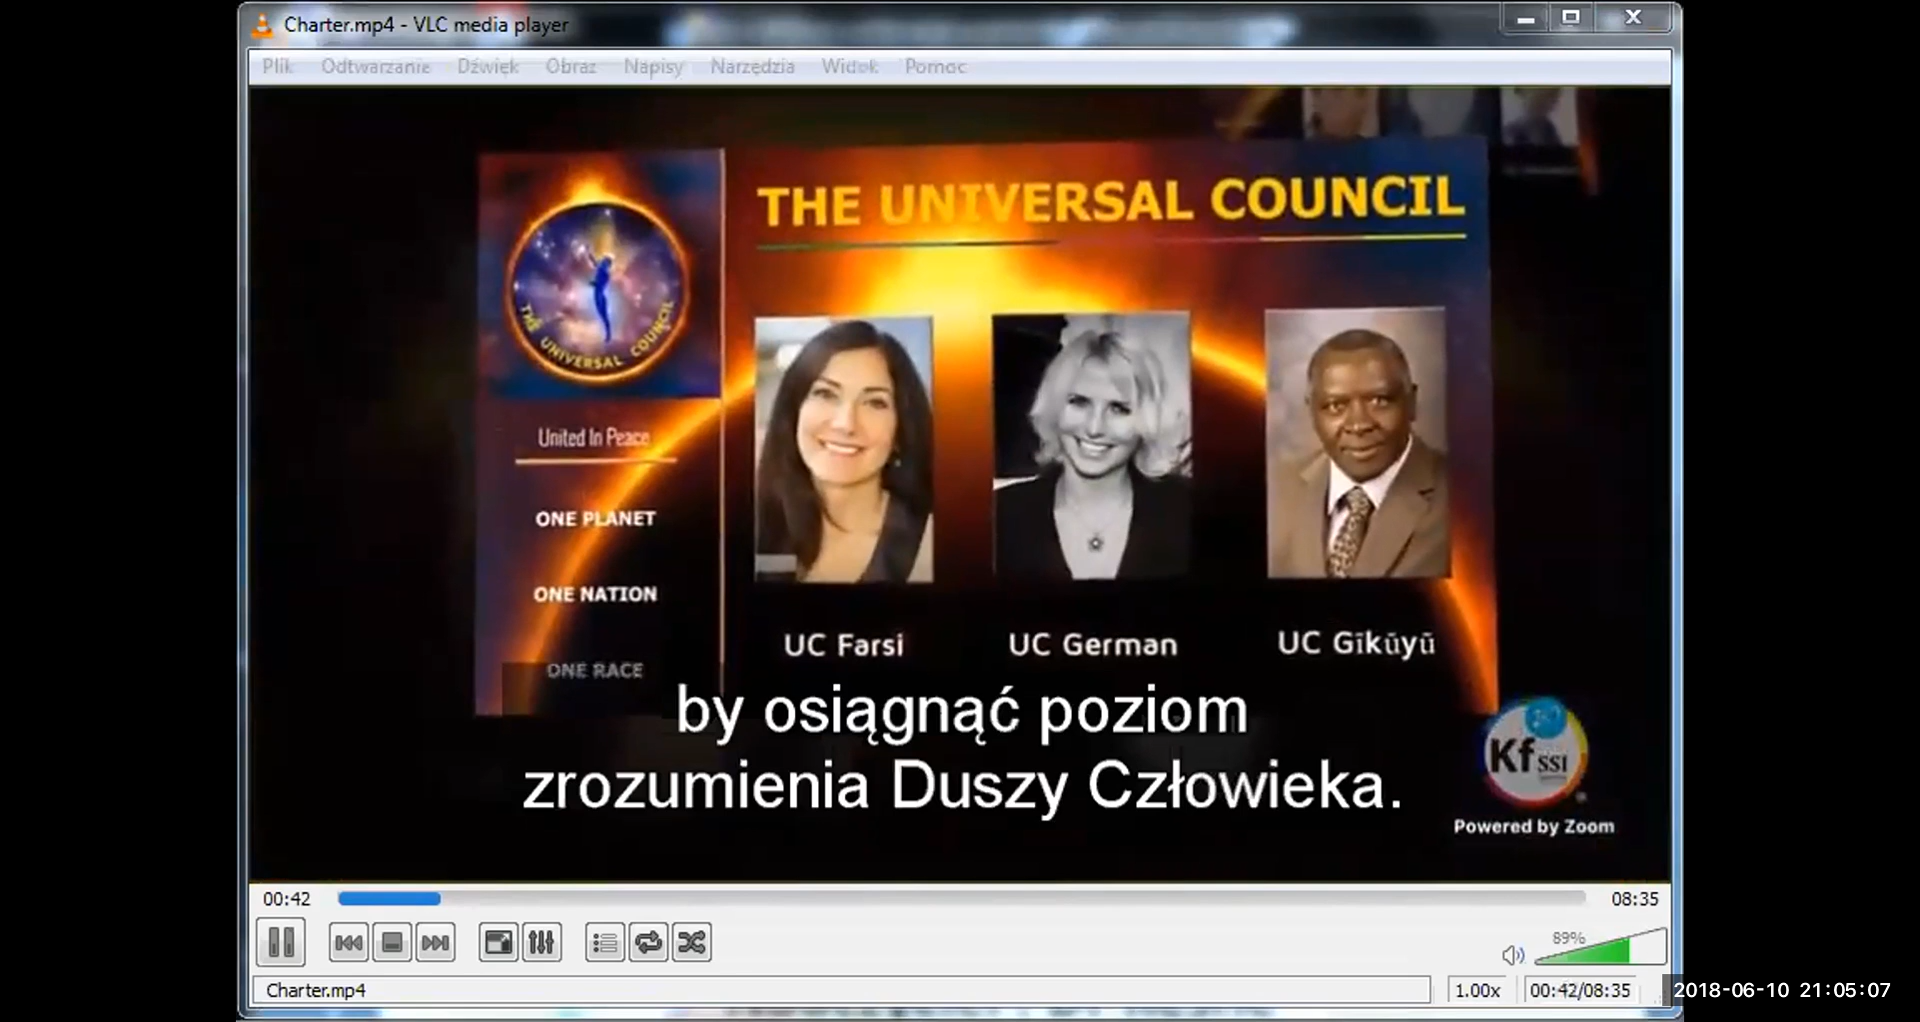 Charter.mp4 - VLC media player
Plik Odtwarzanie Dźwięk Obraz Napisy Narzędzia Widok Pomoc
THE UNIVERSAL COUNCIL
THE UNIVERSAL COUNCIL
United In Peace
ONE PLANET
ONE NATION
ONE RACE
UC Farsi
UC German
UC Gĩkũyũ
by osiągnąć poziom
zrozumienia Duszy Człowieka.
Kf SSI
Powered by Zoom
00:42
08:35
89%
Charter.mp4
1.00x
00:42/08:35
2018-06-10 21:05:07